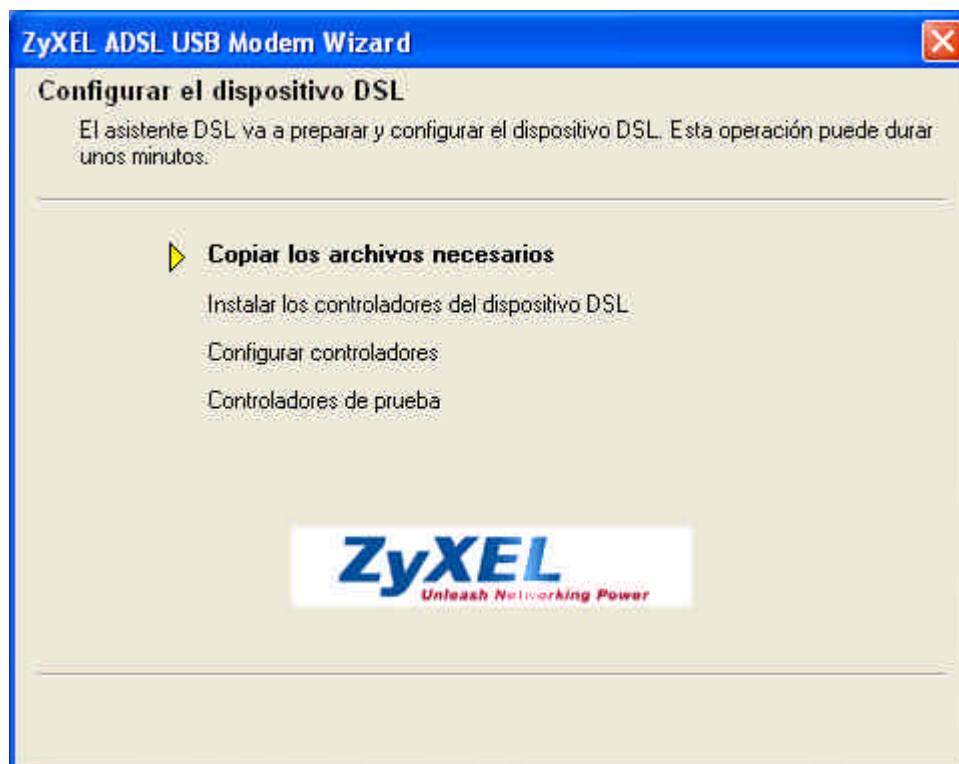 ZyXEL ADSL USB Modem Wizard
Configurar el dispositivo DSL
El asistente DSL va a preparar y configurar el dispositivo DSL. Esta operación puede durar
unos minutos.
Copiar los archivos necesarios
Instalar los controladores del dispositivo DSL
Configurar controladores
Controladores de prueba
ZyXEL
Unleash Networking Power